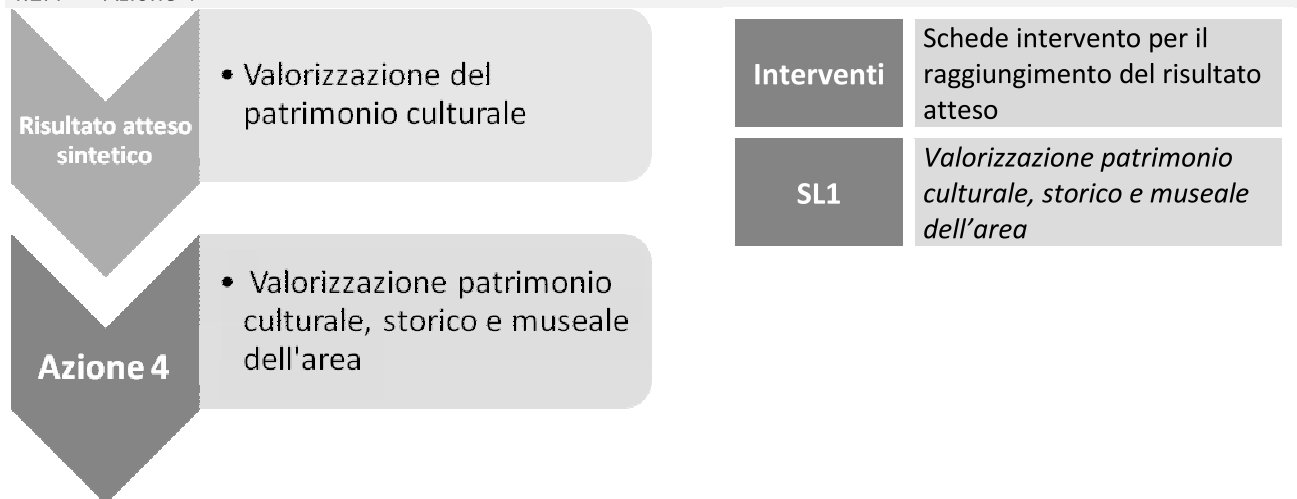 Risultato atteso
sintetico
• Valorizzazione del
patrimonio culturale
Azione 4
• Valorizzazione patrimonio
culturale, storico e museale
dell'area
Interventi
Schede intervento per il
raggiungimento del risultato
atteso
SL1
Valorizzazione patrimonio
culturale, storico e museale
dell’area